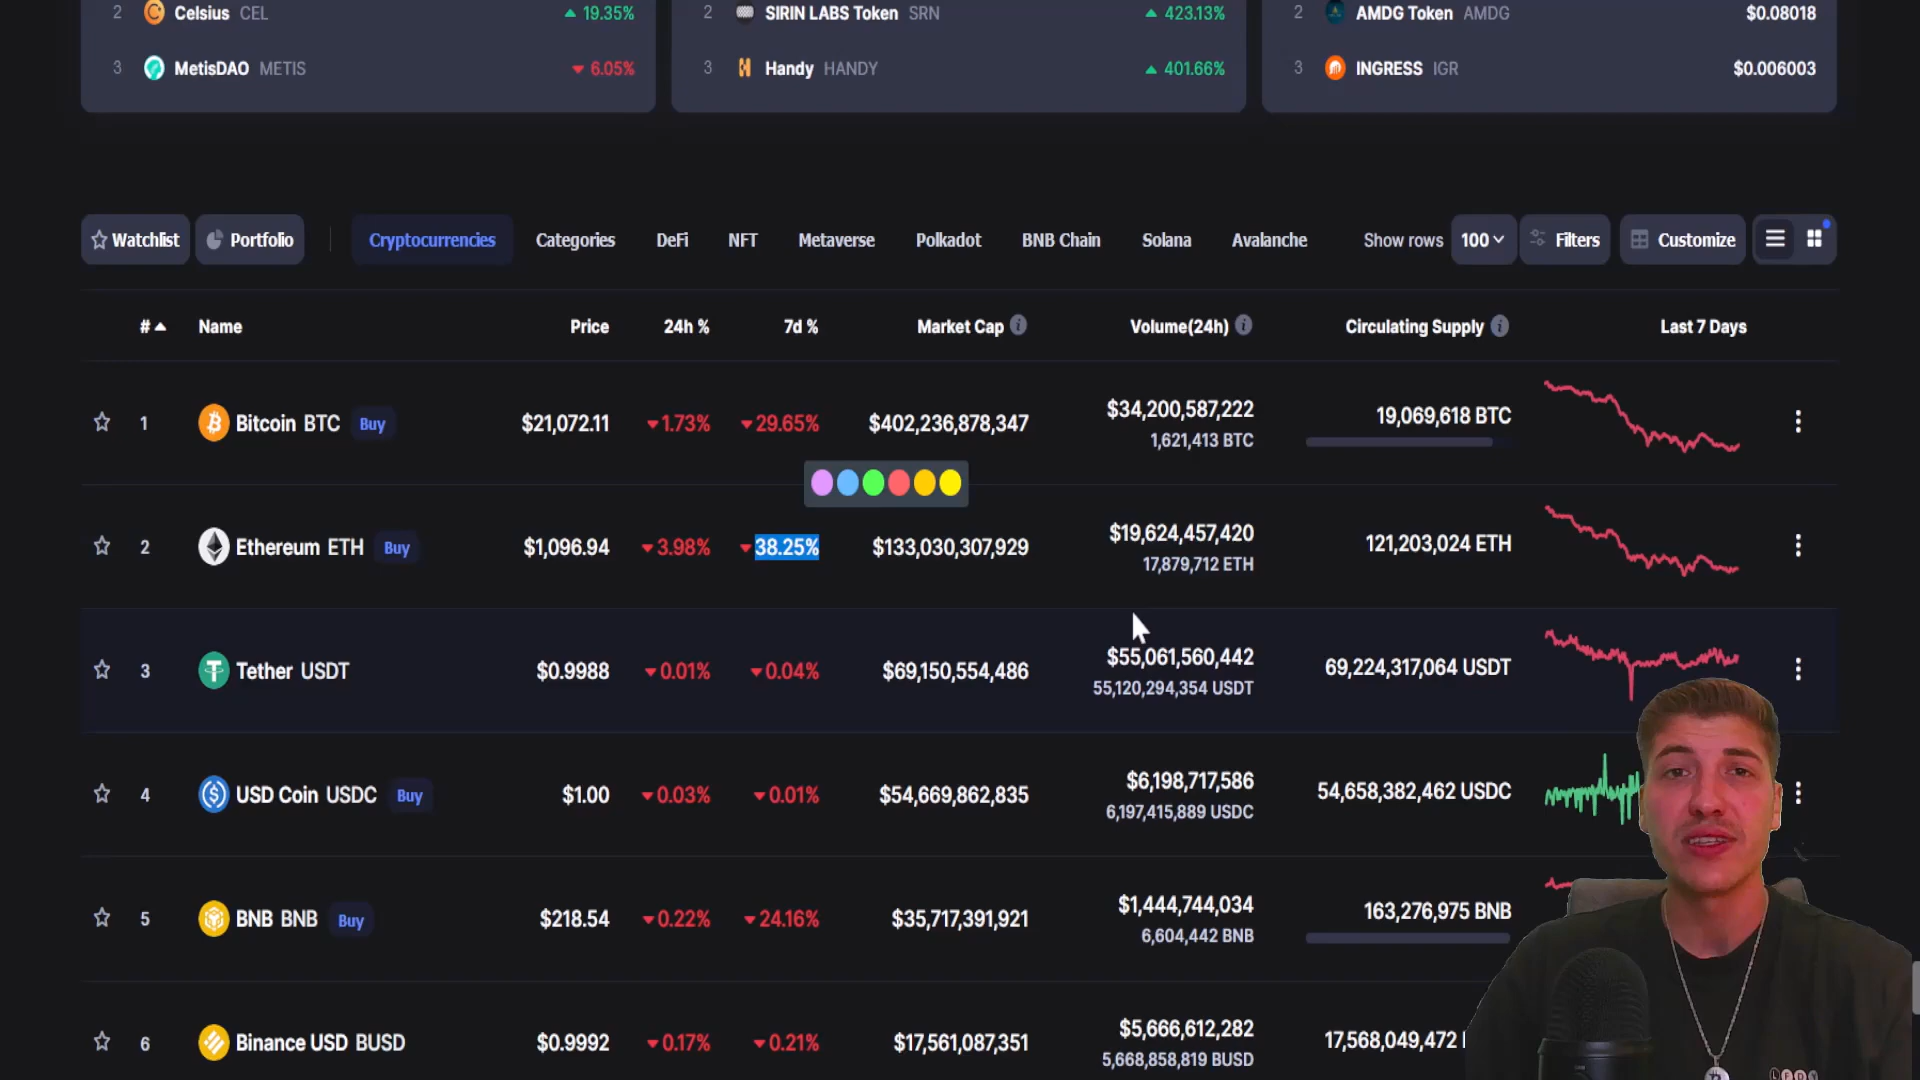 2 Celsius CEL 19.35% 2 SIRIN LABS Token SRN 423.13% 2 AMDG Token AMDG $0.08018
3 MetisDAO METIS 6.05% 3 Handy HANDY 401.66% 3 INGRESS IGR $0.006003
Watchlist Portfolio Cryptocurrencies Categories DeFi NFT Metaverse Polkadot BNB Chain Solana Avalanche Show rows 100 Filters Customize
# Name Price 24h % 7d % Market Cap Volume(24h) Circulating Supply Last 7 Days
1 Bitcoin BTC Buy $21,072.11 1.73% 29.65% $402,236,878,347 $34,200,587,222 19,069,618 BTC
1,621,413 BTC
2 Ethereum ETH Buy $1,096.94 3.98% 38.25% $133,030,307,929 $19,624,457,420 121,203,024 ETH
17,879,712 ETH
3 Tether USDT $0.9988 0.01% 0.04% $69,150,554,486 $55,061,560,442 69,224,317,064 USDT
55,120,294,354 USDT
4 USD Coin USDC Buy $1.00 0.03% 0.01% $54,669,862,835 $6,198,717,586 54,658,382,462 USDC
6,197,415,889 USDC
5 BNB BNB Buy $218.54 0.22% 24.16% $35,717,391,921 $1,444,744,034 163,276,975 BNB
6,604,442 BNB
6 Binance USD BUSD $0.9992 0.17% 0.21% $17,561,087,351 $5,666,612,282 17,568,049,472
5,668,858,819 BUSD